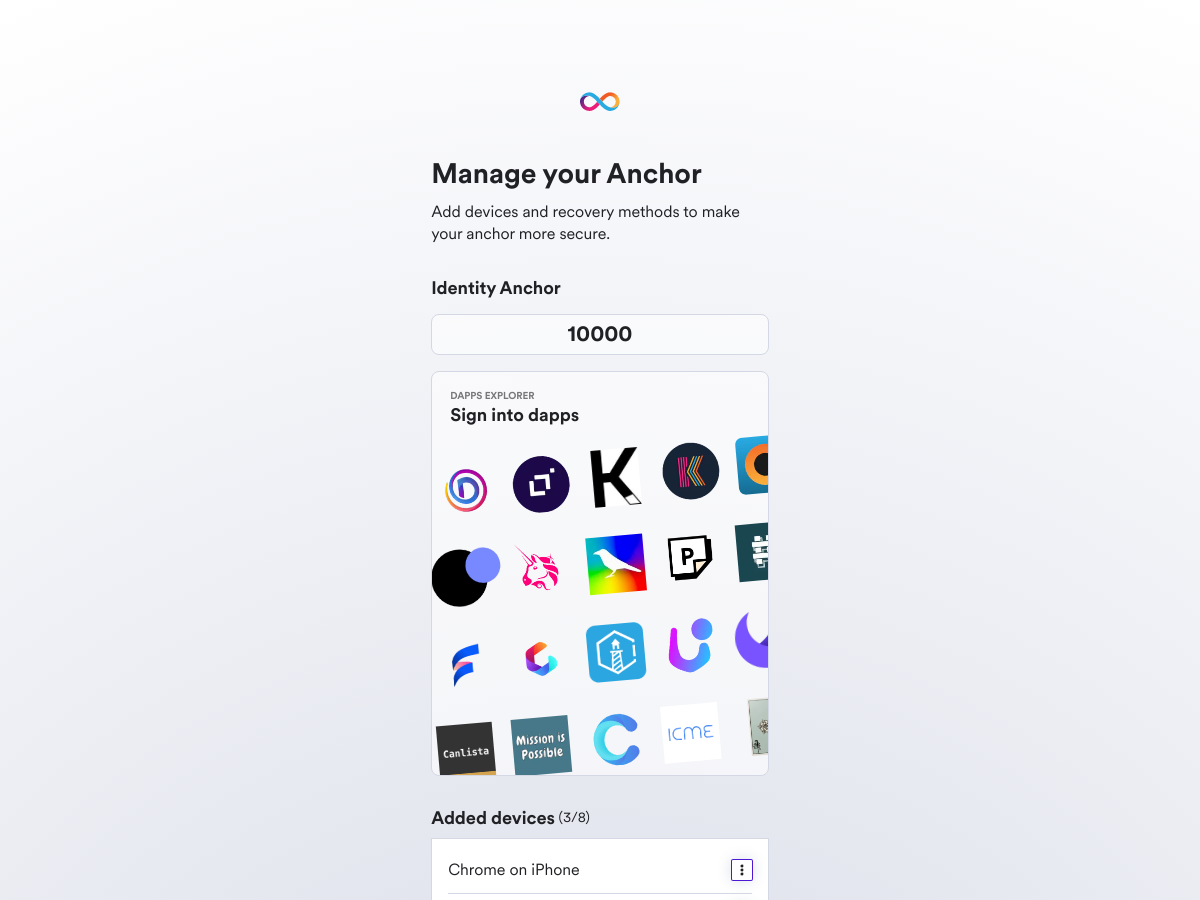 Manage your Anchor
Add devices and recovery methods to make
your anchor more secure.
Identity Anchor
10000
DAPPS EXPLORER
Sign into dapps
K
P
Canlista
Mission is
Possible
ICME
Added devices (3/8)
Chrome on iPhone